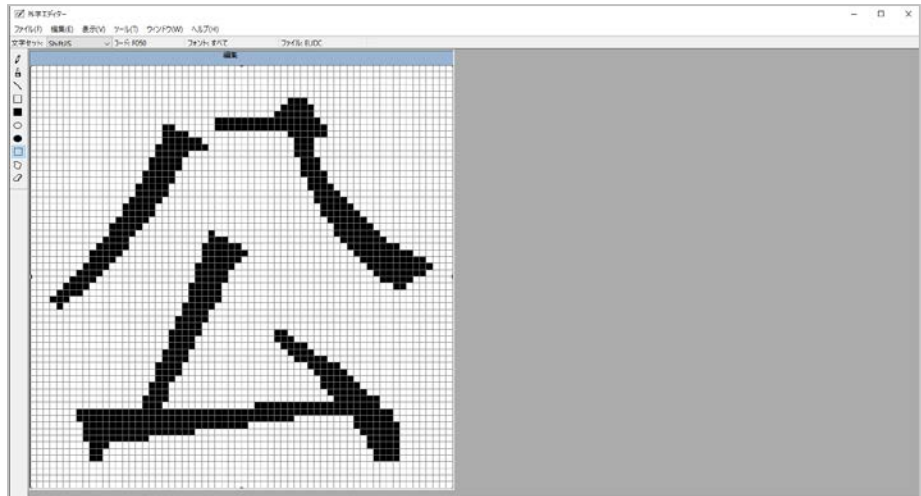 外字エディター
ファイル(F) 編集(E) 表示(V) ツール(T) ウィンドウ(W) ヘルプ(H)
文字セット: ShiftJIS コード: F050 フォント: すべて ファイル: EUDC
編集
公